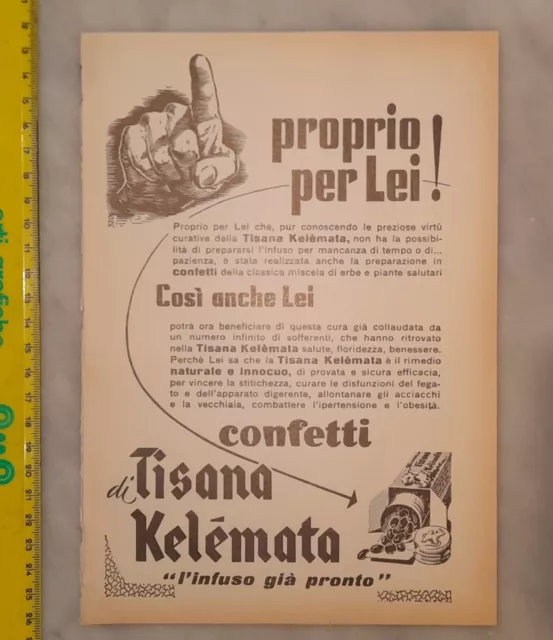 proprio
per Lei!
Proprio per Lei che, pur conoscendo le preziose virtù
curative della Tisana Kelèmata, non ha la possibi-
lità di prepararsi l'infuso per mancanza di tempo o di...
pazienza, è stata realizzata anche la preparazione in
confetti della classica miscela di erbe e piante salutari
Così anche Lei
potrà ora beneficiare di questa cura già collaudata da
un numero infinito di sofferenti, che hanno ritrovato
nella Tisana Kelèmata salute, floridezza, benessere.
Perchè Lei sa che la Tisana Kelèmata è il rimedio
naturale e innocuo, di provata e sicura efficacia,
per vincere la stitichezza, curare le disfunzioni del fega-
to e dell'apparato digerente, allontanare gli acciacchi
e la vecchiaia, combattere l'ipertensione e l'obesità.
confetti
di Tisana
Kelémata
"l'infuso già pronto"